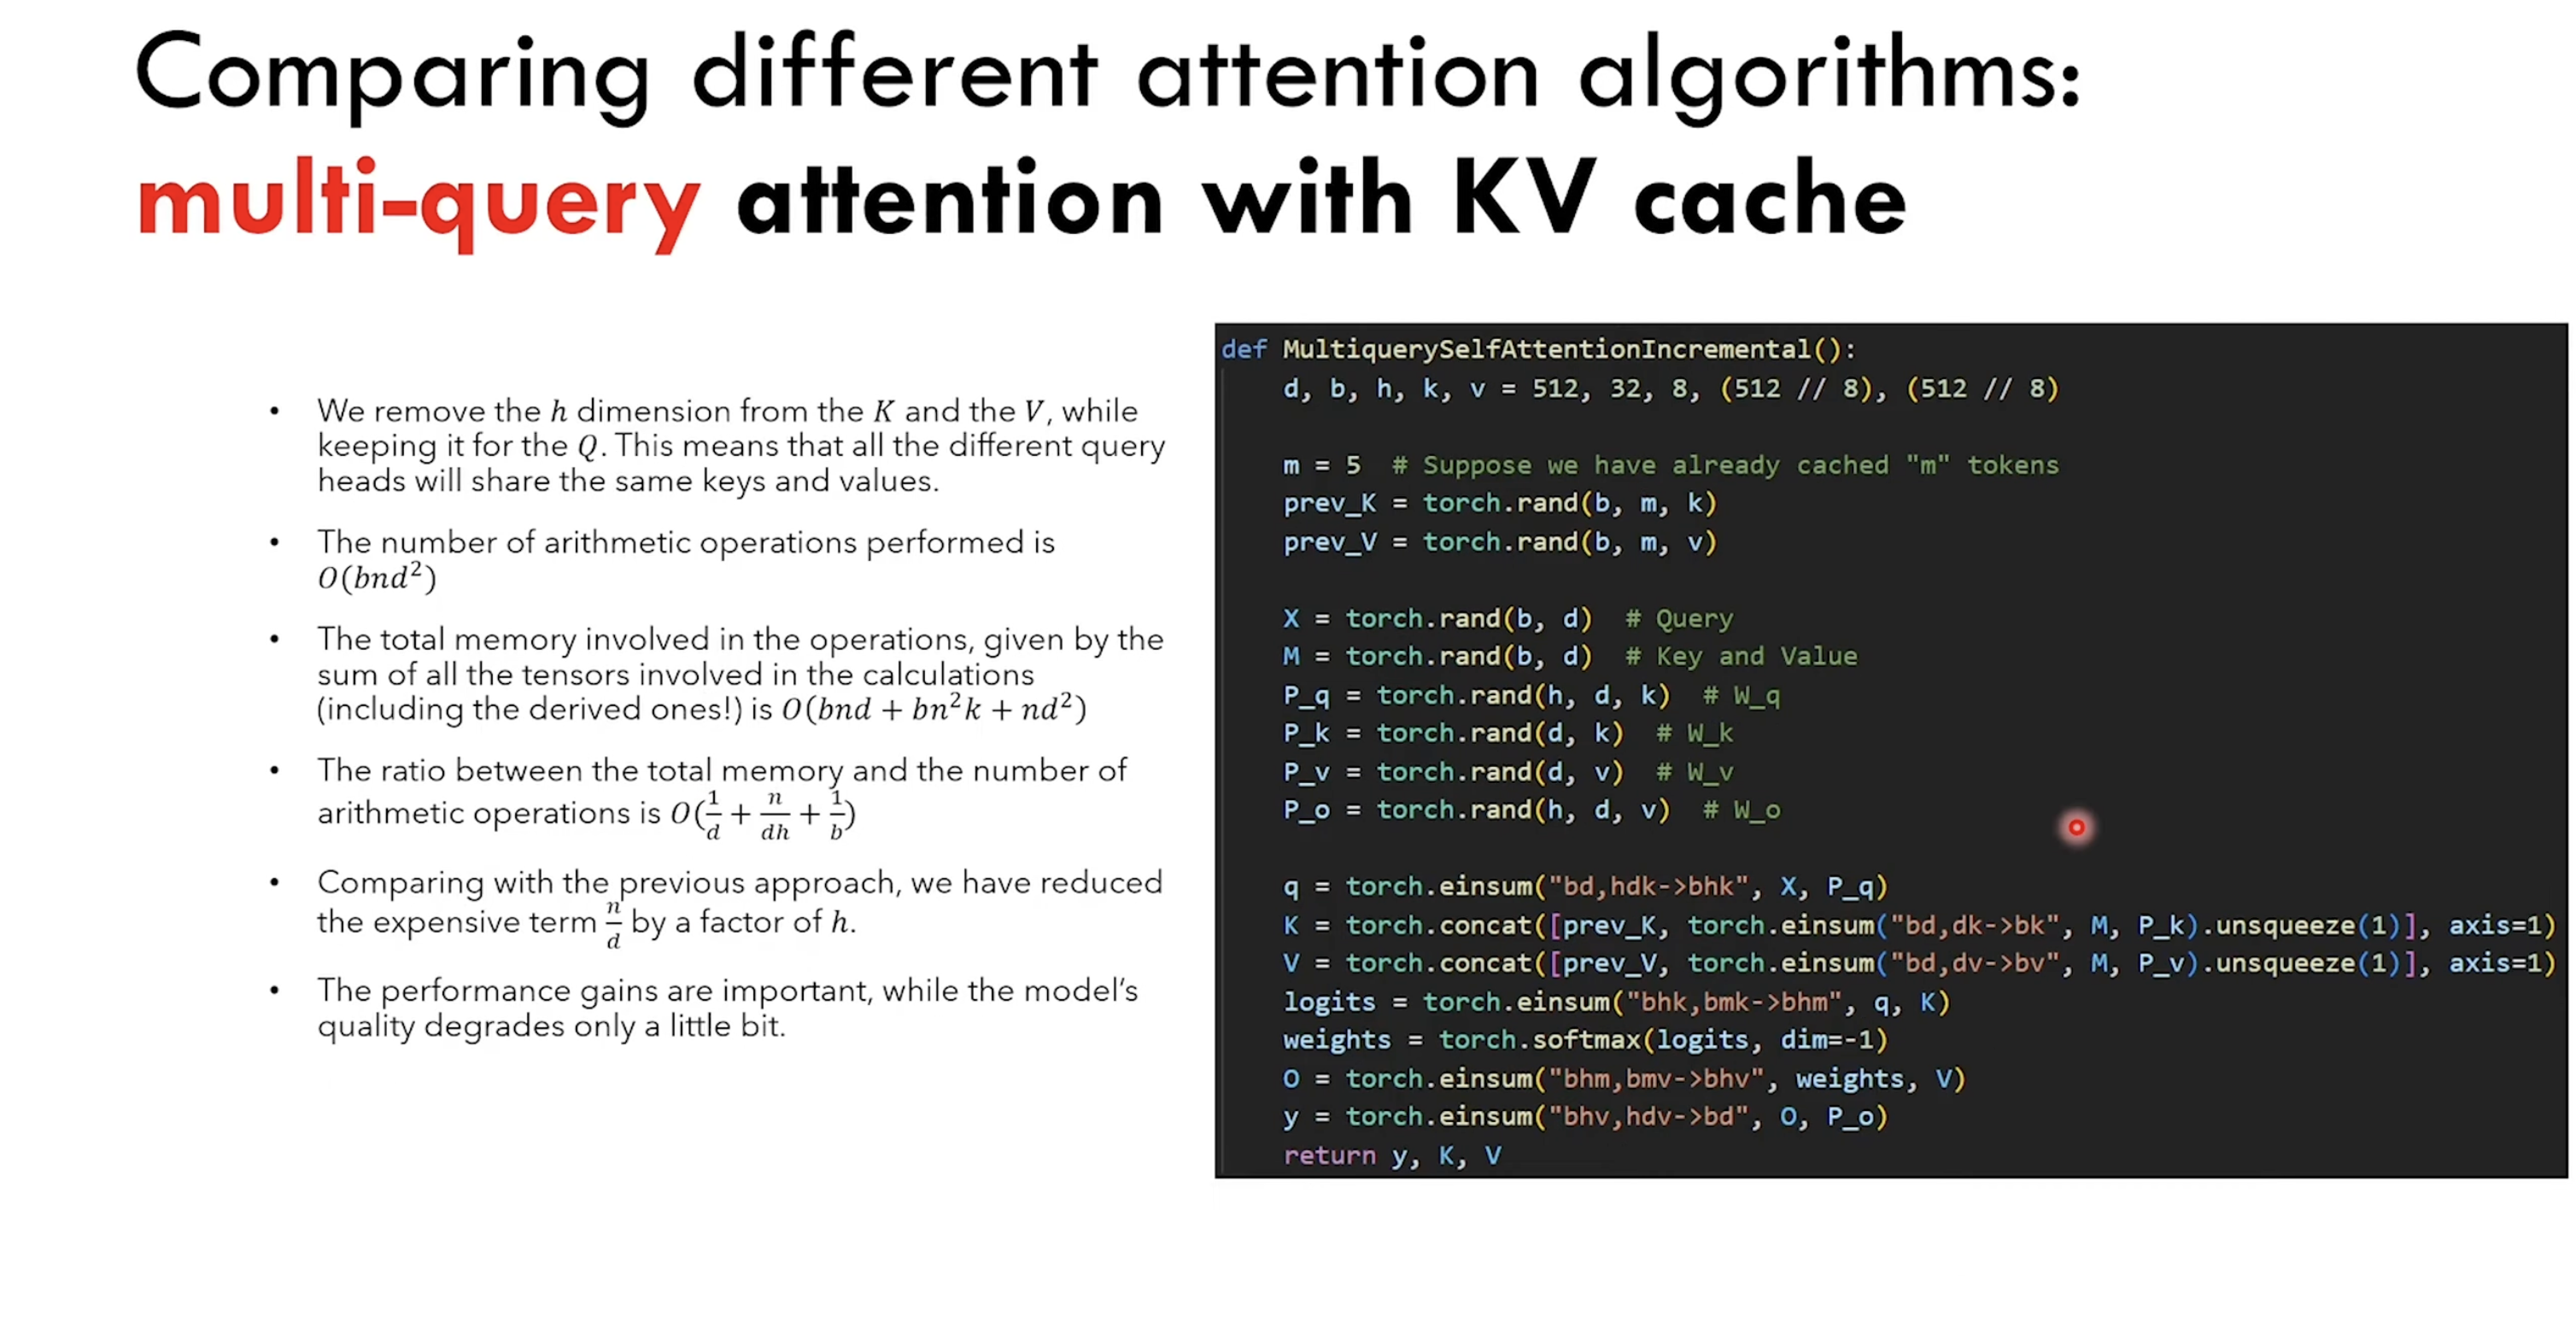 Comparing different attention algorithms:
multi-query attention with KV cache
• We remove the h dimension from the K and the V, while
keeping it for the Q. This means that all the different query
heads will share the same keys and values.
• The number of arithmetic operations performed is
O(bnd²)
• The total memory involved in the operations, given by the
sum of all the tensors involved in the calculations
(including the derived ones!) is O(bnd + bn²k + nd²)
• The ratio between the total memory and the number of
arithmetic operations is O(1/d + n/dh + 1/b)
• Comparing with the previous approach, we have reduced
the expensive term n/d by a factor of h.
• The performance gains are important, while the model's
quality degrades only a little bit.
def MultiquerySelfAttentionIncremental():
    d, b, h, k, v = 512, 32, 8, (512 // 8), (512 // 8)
    m = 5  # Suppose we have already cached "m" tokens
    prev_K = torch.rand(b, m, k)
    prev_V = torch.rand(b, m, v)
    X = torch.rand(b, d)  # Query
    M = torch.rand(b, d)  # Key and Value
    P_q = torch.rand(h, d, k)  # W_q
    P_k = torch.rand(d, k)  # W_k
    P_v = torch.rand(d, v)  # W_v
    P_o = torch.rand(h, d, v)  # W_o
    q = torch.einsum("bd,hdk->bhk", X, P_q)
    K = torch.concat([prev_K, torch.einsum("bd,dk->bk", M, P_k).unsqueeze(1)], axis=1)
    V = torch.concat([prev_V, torch.einsum("bd,dv->bv", M, P_v).unsqueeze(1)], axis=1)
    logits = torch.einsum("bhk,bmk->bhm", q, K)
    weights = torch.softmax(logits, dim=-1)
    O = torch.einsum("bhm,bmv->bhv", weights, V)
    y = torch.einsum("bhv,hdv->bd", O, P_o)
    return y, K, V